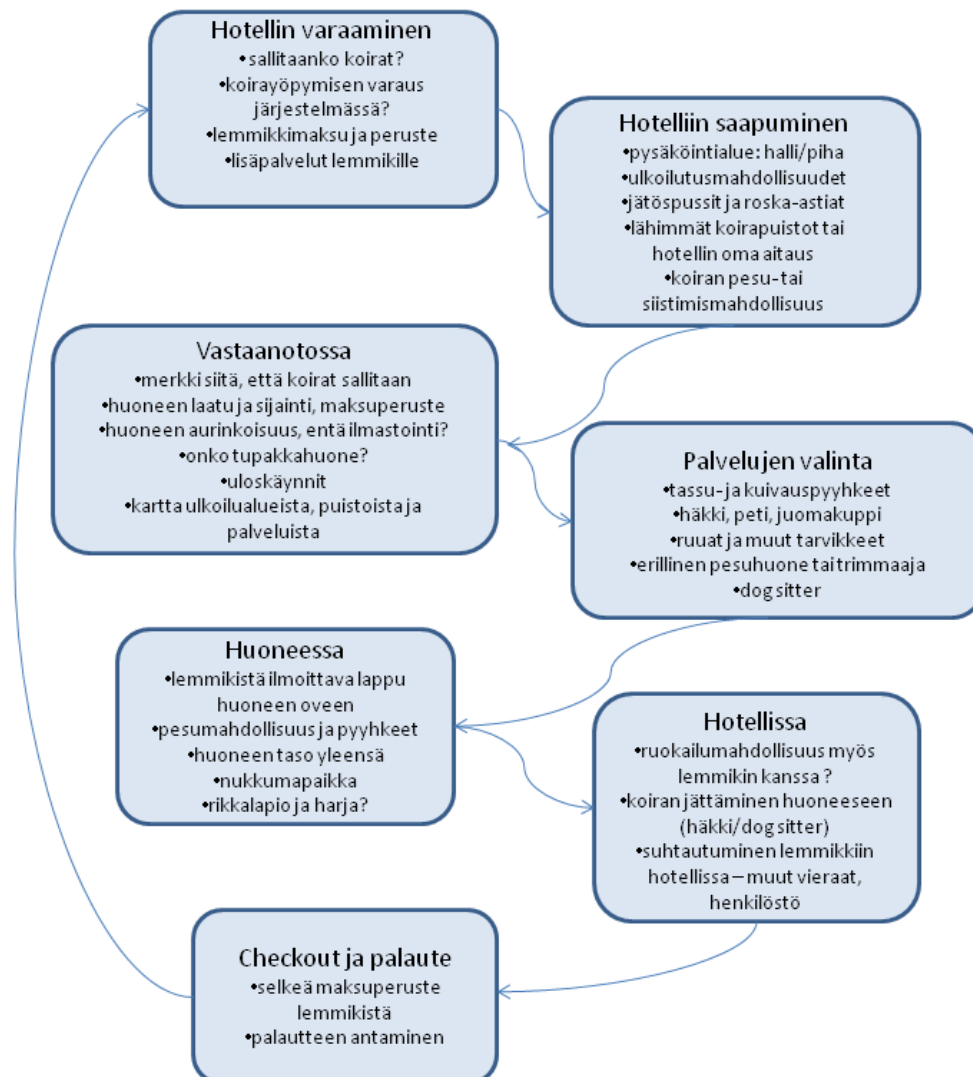 Hotellin varaaminen
•sallitaanko koirat?
•koirayöpymisen varaus
järjestelmässä?
•lemmikkimaksu ja peruste
•lisäpalvelut lemmikille
Hotelliin saapuminen
•pysäköintialue: halli/piha
•ulkoilutusmahdollisuudet
•jätöspussit ja roska-astiat
•lähimmät koirapuistot tai
hotellin oma aitaus
•koiran pesu-tai
siistimismahdollisuus
Vastaanotossa
•merkki siitä, että koirat sallitaan
•huoneen laatu ja sijainti, maksuperuste
•huoneen aurinkoisuus, entä ilmastointi?
•onko tupakkahuone?
•uloskäynnit
•kartta ulkoilualueista, puistoista ja
palveluista
Palvelujen valinta
•tassu-ja kuivauspyyhkeet
•häkki, peti, juomakuppi
•ruuat ja muut tarvikkeet
•erillinen pesuhuone tai trimmaaja
•dogsitter
Huoneessa
•lemmikistä ilmoittava lappu
huoneen oveen
•pesumahdollisuus ja pyyhkeet
•huoneen taso yleensä
•nukkumapaikka
•rikkalapio ja harja?
Hotellissa
•ruokailumahdollisuus myös
lemmikin kanssa ?
•koiran jättäminen huoneeseen
(häkki/dogsitter)
•suhtautuminen lemmikkiin
hotellissa – muut vieraat,
henkilöstö
Checkout ja palaute
•selkeä maksuperuste
lemmikistä
•palautteen antaminen